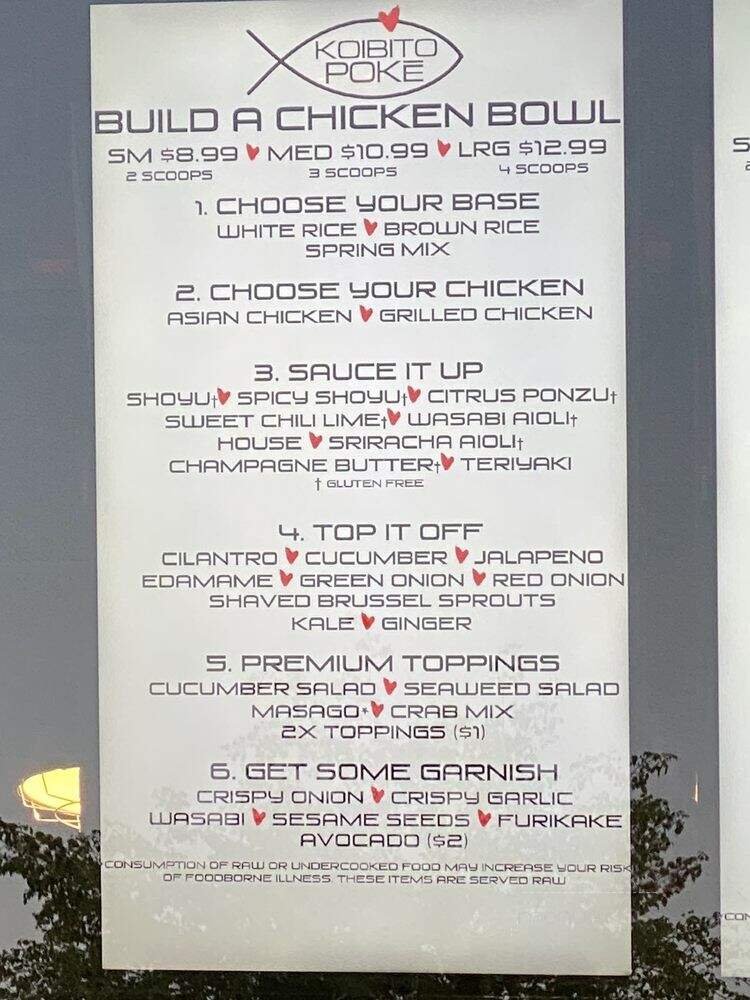 KOIBITO
POKĒ
BUILD A CHICKEN BOWL
SM $8.99 ♥ MED $10.99 ♥ LRG $12.99
2 SCOOPS 3 SCOOPS 4 SCOOPS
1. CHOOSE YOUR BASE
WHITE RICE ♥ BROWN RICE
SPRING MIX
2. CHOOSE YOUR CHICKEN
ASIAN CHICKEN ♥ GRILLED CHICKEN
3. SAUCE IT UP
SHOYU† ♥ SPICY SHOYU† ♥ CITRUS PONZU†
SWEET CHILI LIME† ♥ WASABI AIOLI†
HOUSE ♥ SRIRACHA AIOLI†
CHAMPAGNE BUTTER† ♥ TERIYAKI
† GLUTEN FREE
4. TOP IT OFF
CILANTRO ♥ CUCUMBER ♥ JALAPENO
EDAMAME ♥ GREEN ONION ♥ RED ONION
SHAVED BRUSSEL SPROUTS
KALE ♥ GINGER
5. PREMIUM TOPPINGS
CUCUMBER SALAD ♥ SEAWEED SALAD
MASAGO* ♥ CRAB MIX
2X TOPPINGS ($1)
6. GET SOME GARNISH
CRISPY ONION ♥ CRISPY GARLIC
WASABI ♥ SESAME SEEDS ♥ FURIKAKE
AVOCADO ($2)
*CONSUMPTION OF RAW OR UNDERCOOKED FOOD MAY INCREASE YOUR RISK
OF FOODBORNE ILLNESS. THESE ITEMS ARE SERVED RAW